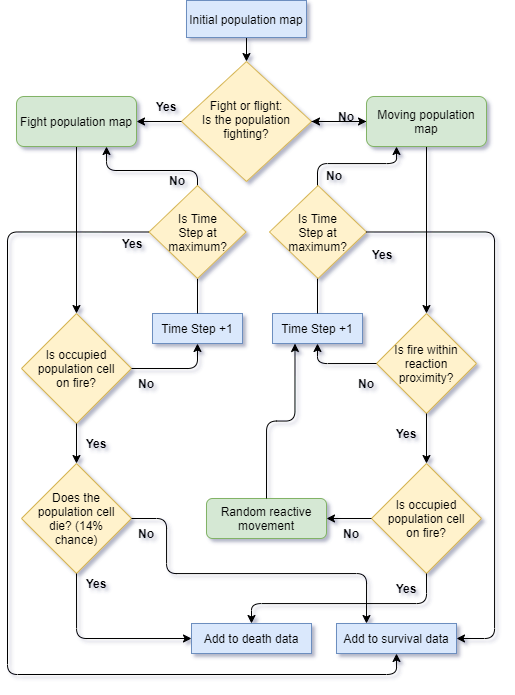 Initial population map
Fight or flight:
Is the population
fighting?
Yes
No
Fight population map
Moving population
map
No
No
Is Time
Step at
maximum?
Is Time
Step at
maximum?
Yes
Yes
Time Step +1
Time Step +1
Is occupied
population cell
on fire?
No
Is fire within
reaction
proximity?
No
Yes
Yes
Does the
population cell
die? (14%
chance)
No
Random reactive
movement
No
Is occupied
population cell
on fire?
Yes
Yes
Add to death data
Add to survival data